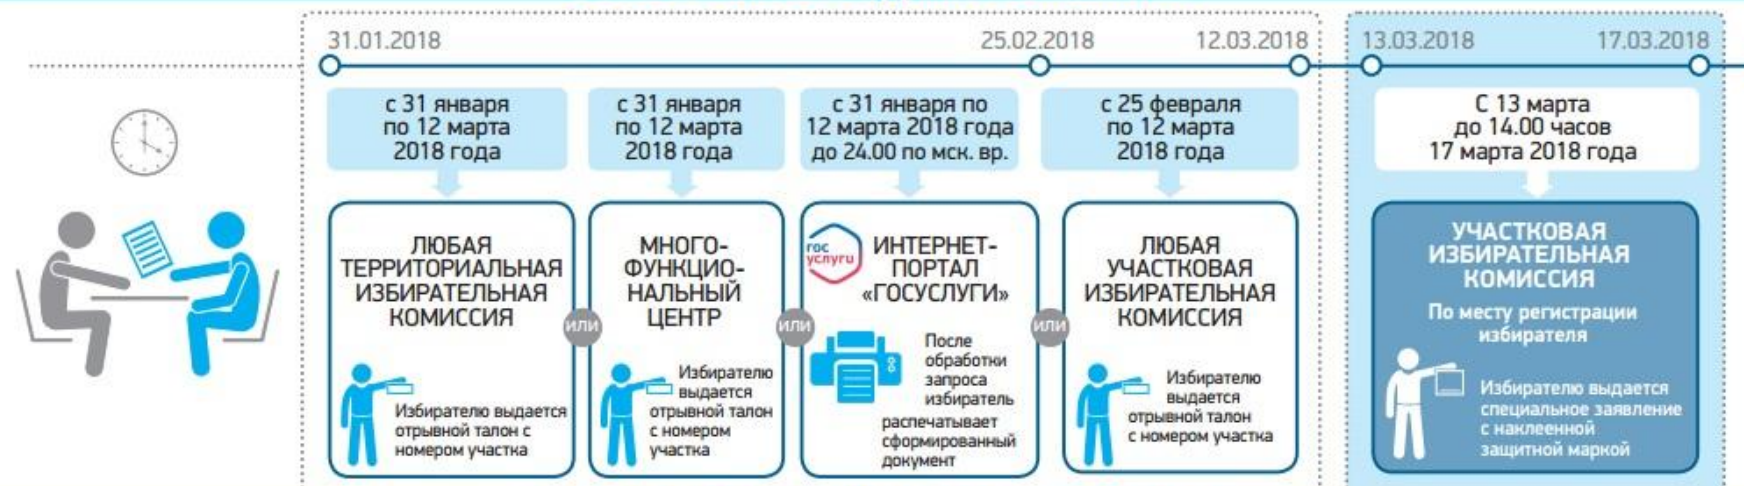 31.01.2018
25.02.2018
12.03.2018
13.03.2018
17.03.2018
с 31 января
по 12 марта
2018 года
с 31 января
по 12 марта
2018 года
с 31 января по
12 марта 2018 года
до 24.00 по мск. вр.
с 25 февраля
по 12 марта
2018 года
С 13 марта
до 14.00 часов
17 марта 2018 года
ЛЮБАЯ
ТЕРРИТОРИАЛЬНАЯ
ИЗБИРАТЕЛЬНАЯ
КОМИССИЯ
Избирателю выдается
отрывной талон с
номером участка
или
МНОГО-
ФУНКЦИО-
НАЛЬНЫЙ
ЦЕНТР
Избирателю
выдается
отрывной талон
с номером
участка
или
гос
услуги
ИНТЕРНЕТ-
ПОРТАЛ
«ГОСУСЛУГИ»
После
обработки
запроса
избиратель
распечатывает
сформированный
документ
или
ЛЮБАЯ
УЧАСТКОВАЯ
ИЗБИРАТЕЛЬНАЯ
КОМИССИЯ
Избирателю
выдается
отрывной талон
с номером участка
УЧАСТКОВАЯ
ИЗБИРАТЕЛЬНАЯ
КОМИССИЯ
По месту регистрации
избирателя
Избирателю выдается
специальное заявление
с наклеенной
защитной маркой